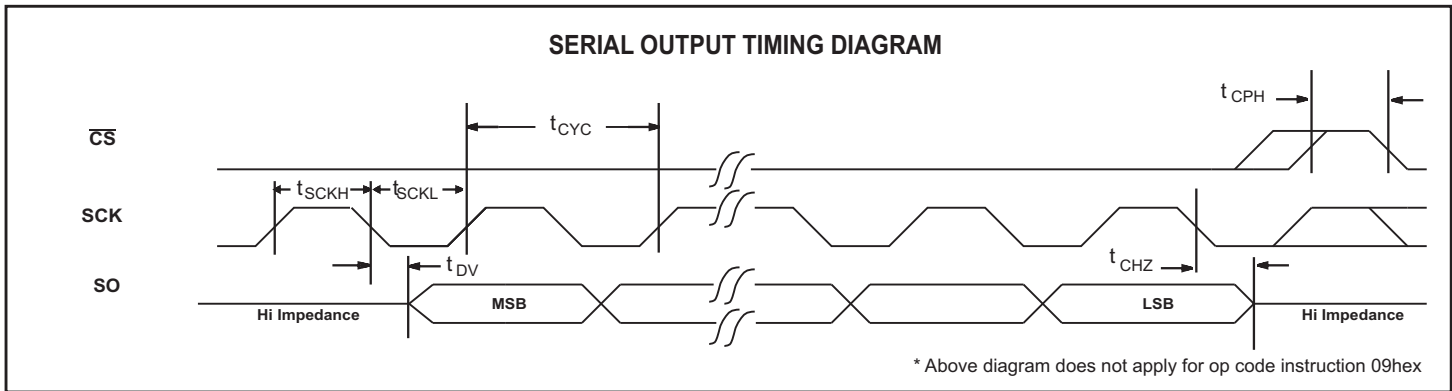 SERIAL OUTPUT TIMING DIAGRAM
t CPH
CS
t CYC
t SCKH
t SCKL
SCK
t DV
t CHZ
SO
MSB
LSB
Hi Impedance
Hi Impedance
* Above diagram does not apply for op code instruction 09hex